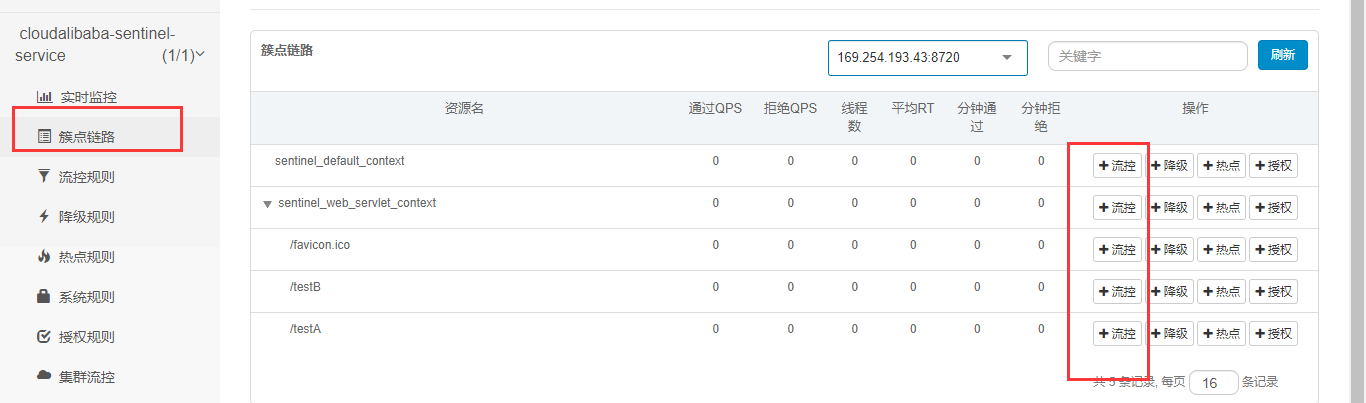 cloudalibaba-sentinel-
service (1/1)
实时监控
簇点链路
流控规则
降级规则
热点规则
系统规则
授权规则
集群流控
簇点链路 169.254.193.43:8720 关键字 刷新
资源名 通过QPS 拒绝QPS 线程数 平均RT 分钟通过 分钟拒绝 操作
sentinel_default_context 0 0 0 0 0 0 流控 降级 热点 授权
sentinel_web_servlet_context 0 0 0 0 0 0 流控 降级 热点 授权
/favicon.ico 0 0 0 0 0 0 流控 降级 热点 授权
/testB 0 0 0 0 0 0 流控 降级 热点 授权
/testA 0 0 0 0 0 0 流控 降级 热点 授权
共 5 条记录, 每页 16 条记录